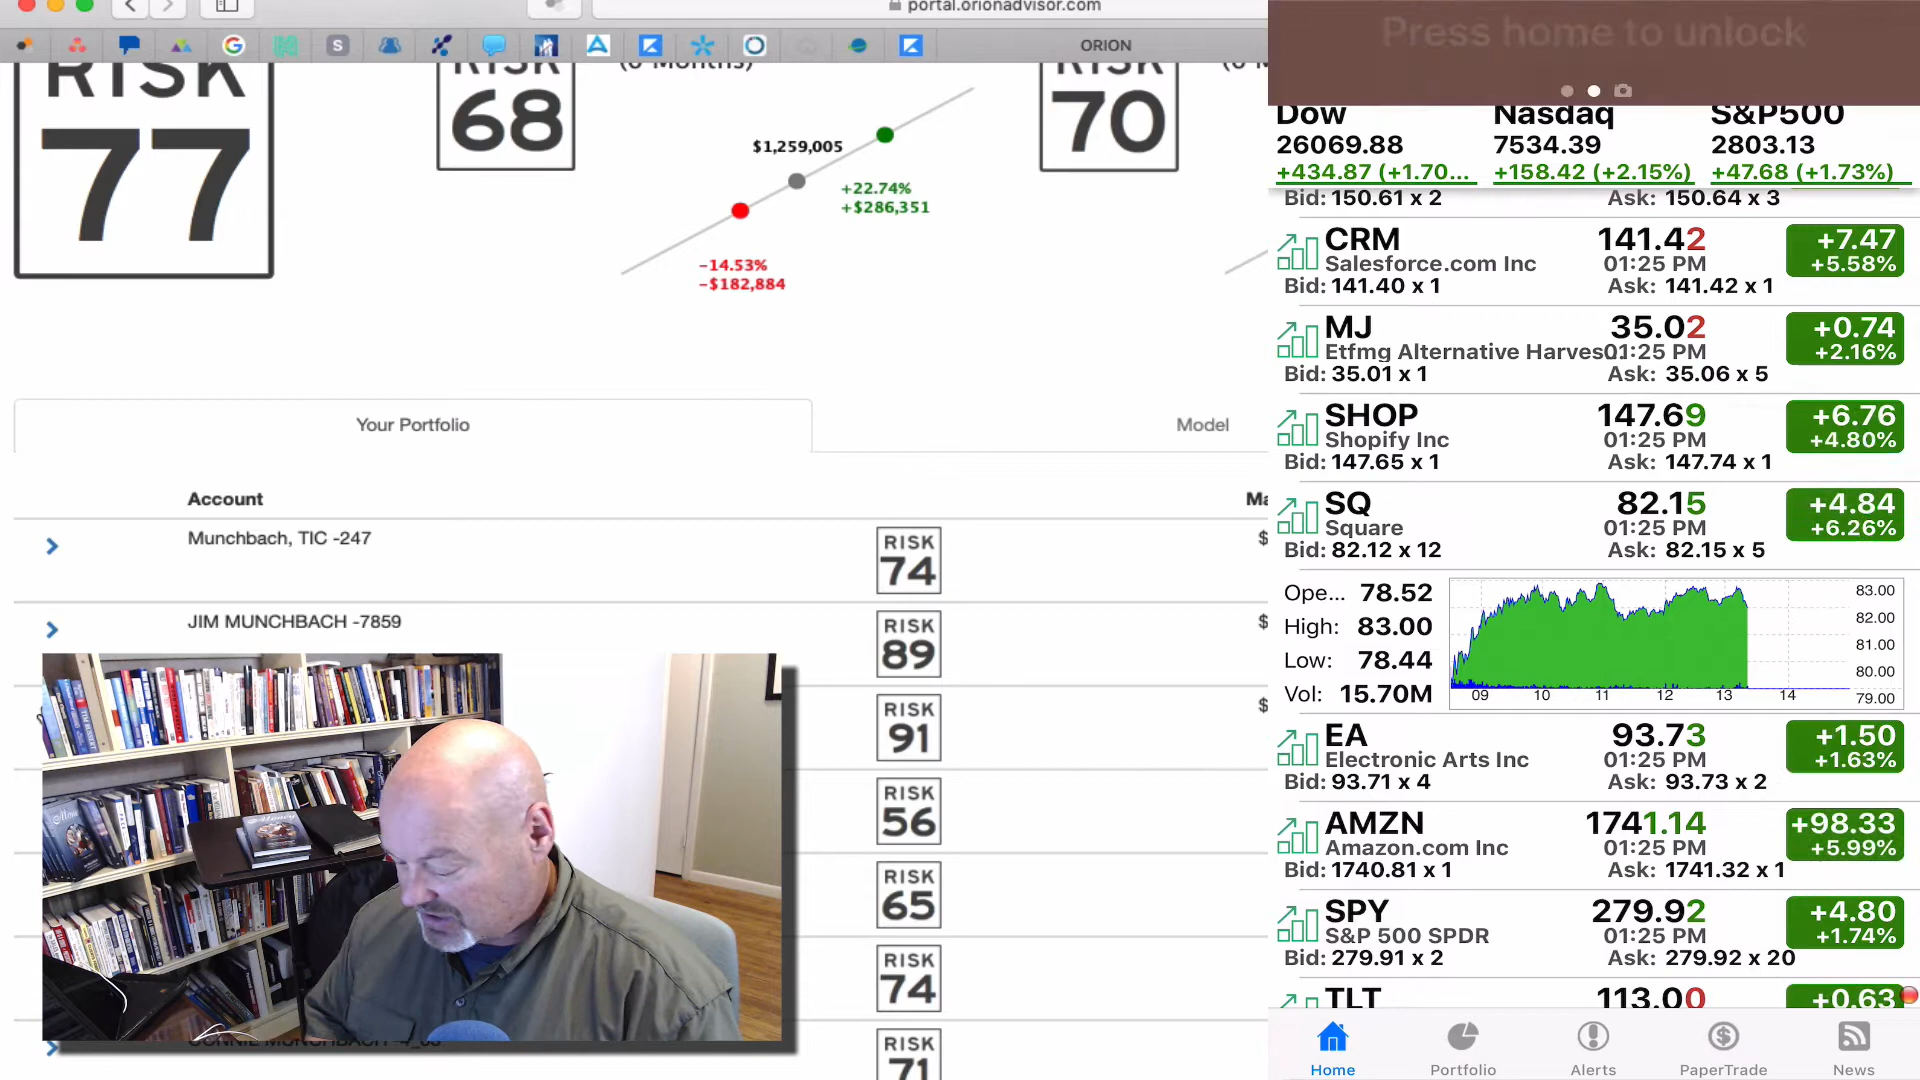 portal.orionadvisor.com
S
ORION
RISK
77
RISK
68
(6 Months)
$1,259,005
+22.74%
+$286,351
-14.53%
-$182,884
RISK
70
Your Portfolio
Model
Account
Munchbach, TIC -247
RISK
74
$
JIM MUNCHBACH -7859
RISK
89
$
RISK
91
$
RISK
56
RISK
65
RISK
74
RISK
71
Press home to unlock
Dow
Nasdaq
S&P500
26069.88
7534.39
2803.13
+434.87 (+1.70...
+158.42 (+2.15%)
+47.68 (+1.73%)
Bid: 150.61 x 2
Ask: 150.64 x 3
CRM
141.42
+7.47
Salesforce.com Inc
01:25 PM
+5.58%
Bid: 141.40 x 1
Ask: 141.42 x 1
MJ
35.02
+0.74
Etfmg Alternative Harves
01:25 PM
+2.16%
Bid: 35.01 x 1
Ask: 35.06 x 5
SHOP
147.69
+6.76
Shopify Inc
01:25 PM
+4.80%
Bid: 147.65 x 1
Ask: 147.74 x 1
SQ
82.15
+4.84
Square
01:25 PM
+6.26%
Bid: 82.12 x 12
Ask: 82.15 x 5
Ope... 78.52
High: 83.00
Low: 78.44
Vol: 15.70M
83.00
82.00
81.00
80.00
79.00
09 10 11 12 13 14
EA
93.73
+1.50
Electronic Arts Inc
01:25 PM
+1.63%
Bid: 93.71 x 4
Ask: 93.73 x 2
AMZN
1741.14
+98.33
Amazon.com Inc
01:25 PM
+5.99%
Bid: 1740.81 x 1
Ask: 1741.32 x 1
SPY
279.92
+4.80
S&P 500 SPDR
01:25 PM
+1.74%
Bid: 279.91 x 2
Ask: 279.92 x 20
TLT
113.00
+0.63
Home
Portfolio
Alerts
PaperTrade
News